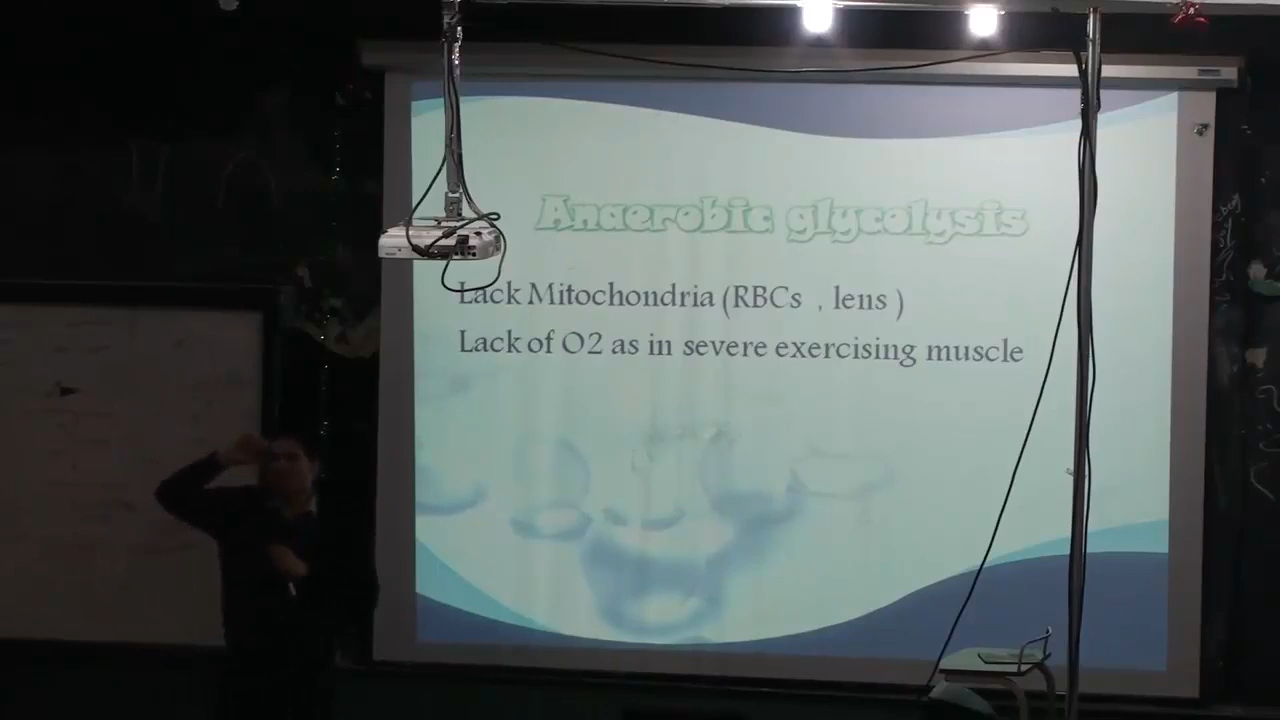 Anaerobic glycolysis
Lack Mitochondria (RBCs , lens )
Lack of O2 as in severe exercising muscle